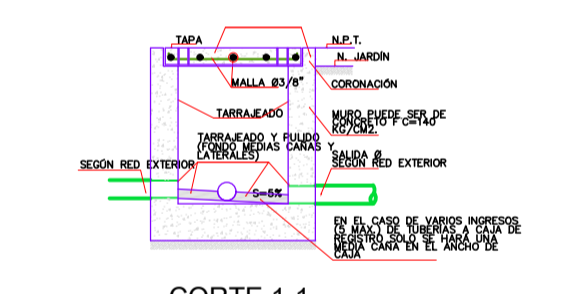 TAPA
N.P.T.
N. JARDÍN
MALLA Ø3/8"
CORONACIÓN
TARRAJEADO
MURO PUEDE SER DE
CONCRETO F'C=140
KG/CM2.
TARRAJEADO Y PULIDO
(FONDO MEDIAS CAÑAS Y
LATERALES)
SEGÚN RED EXTERIOR
SALIDA Ø
SEGÚN RED EXTERIOR
S=5%
EN EL CASO DE VARIOS INGRESOS
(5 MÁX.) DE TUBERÍAS A CAJA DE
REGISTRO SOLO SE HARÁ UNA
MEDIA CAÑA EN EL ANCHO DE
CAJA
CORTE 1-1